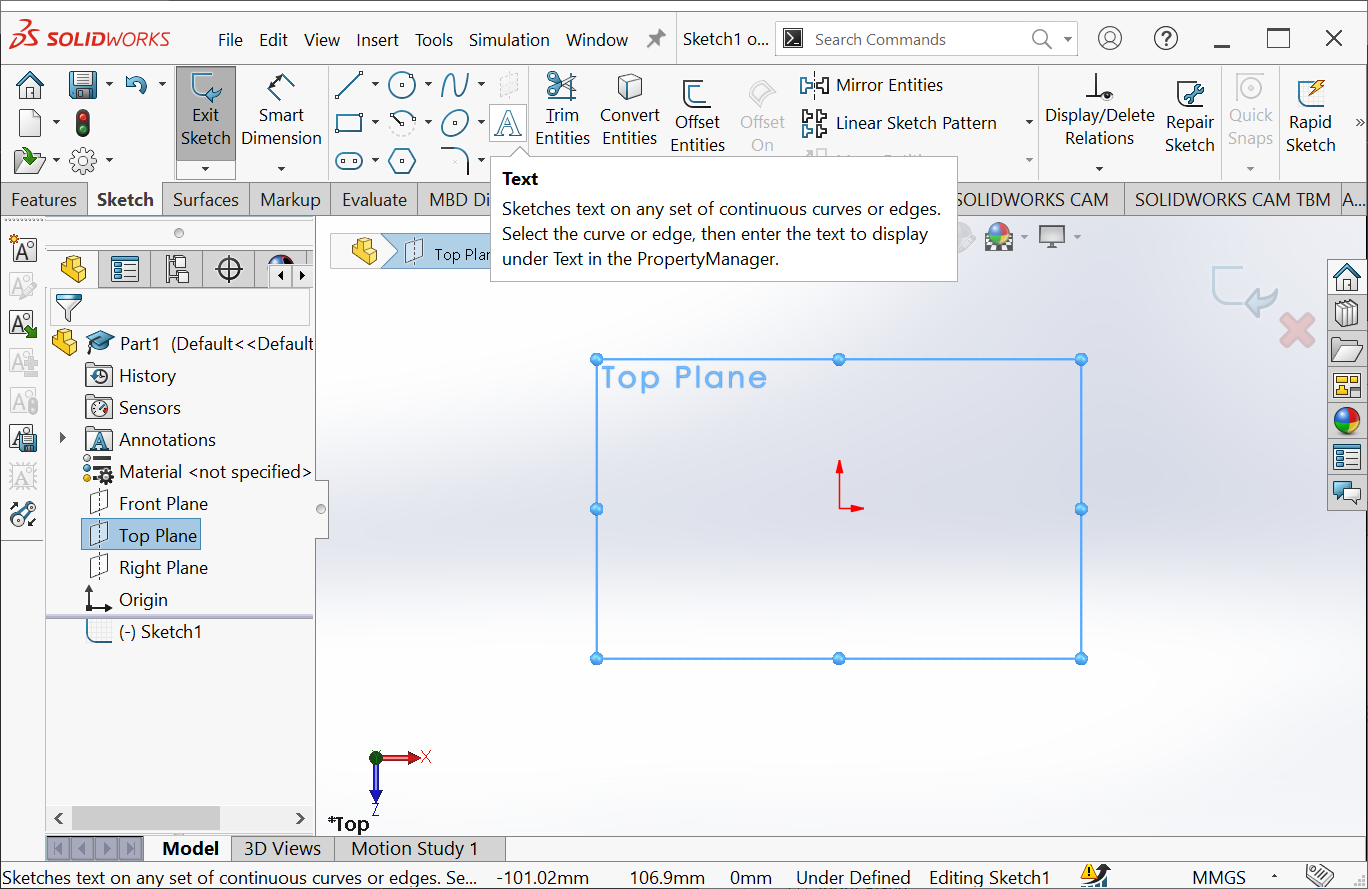 SOLIDWORKS
File Edit View Insert Tools Simulation Window
Sketch1 o...
Search Commands
Exit Sketch
Smart Dimension
Trim Entities
Convert Entities
Offset Entities
Offset On
Mirror Entities
Linear Sketch Pattern
Display/Delete Relations
Repair Sketch
Quick Snaps
Rapid Sketch
Features Sketch Surfaces Markup Evaluate MBD Di
SOLIDWORKS CAM SOLIDWORKS CAM TBM A...
Text
Sketches text on any set of continuous curves or edges.
Select the curve or edge, then enter the text to display
under Text in the PropertyManager.
Top Plan
Part1 (Default<<Default
History
Sensors
Annotations
Material <not specified>
Front Plane
Top Plane
Right Plane
Origin
(-) Sketch1
Top Plane
X
Z
*Top
Model 3D Views Motion Study 1
Sketches text on any set of continuous curves or edges. Se... -101.02mm 106.9mm 0mm Under Defined Editing Sketch1 MMGS